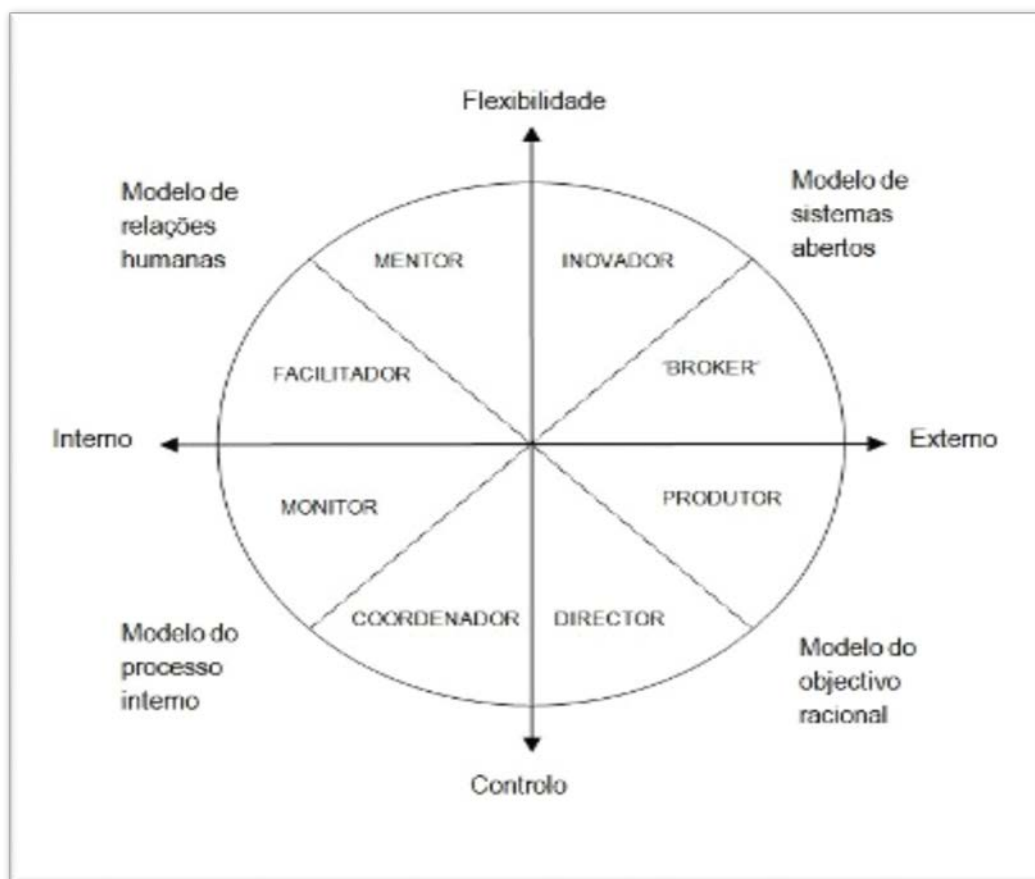 Flexibilidade
Modelo de
relações
humanas
Modelo de
sistemas
abertos
MENTOR
INOVADOR
FACILITADOR
'BROKER'
Interno
Externo
MONITOR
PRODUTOR
COORDENADOR
DIRECTOR
Modelo do
processo
interno
Modelo do
objectivo
racional
Controlo